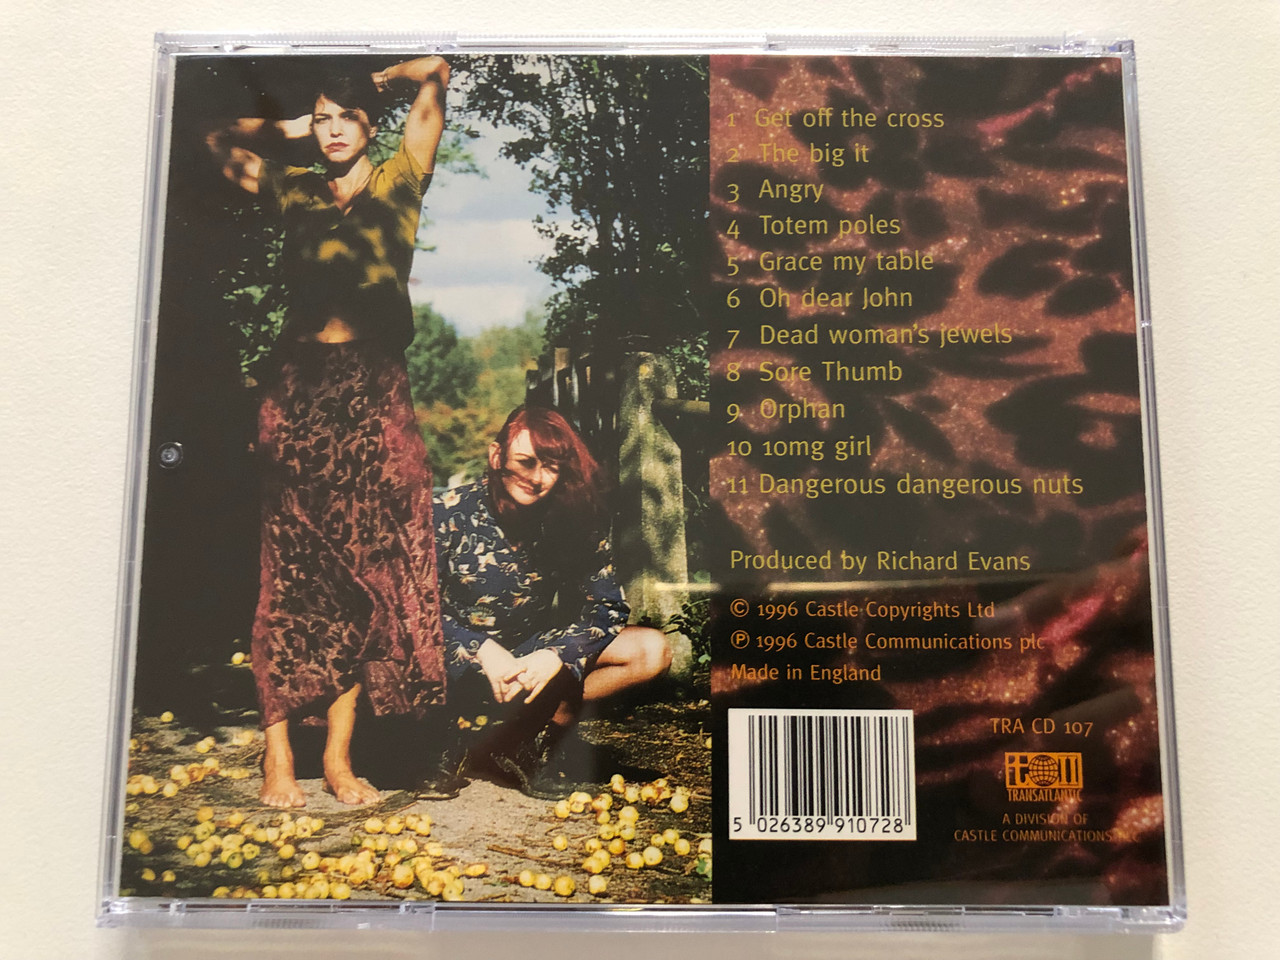 1 Get off the cross
2 The big it
3 Angry
4 Totem poles
5 Grace my table
6 Oh dear John
7 Dead woman's jewels
8 Sore Thumb
9 Orphan
10 10mg girl
11 Dangerous dangerous nuts
Produced by Richard Evans
© 1996 Castle Copyrights Ltd
℗ 1996 Castle Communications plc
Made in England
TRA CD 107
TRANSATLANTIC
A DIVISION OF
CASTLE COMMUNICATIONS PLC
5 026389 910728